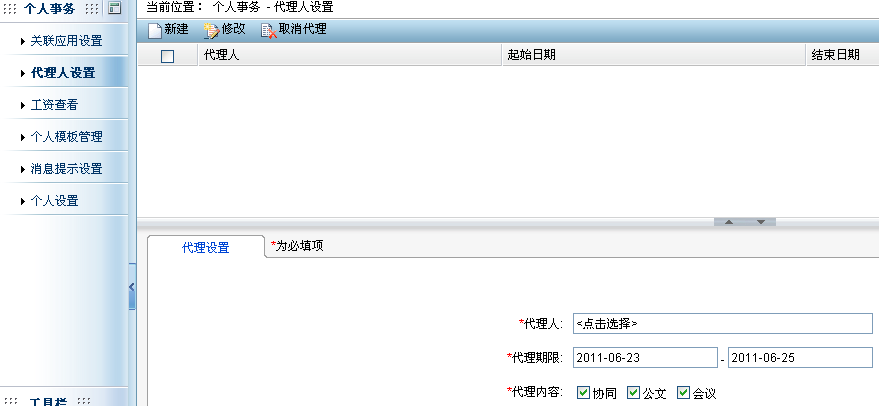 个人事务
当前位置： 个人事务 - 代理人设置
新建 修改 取消代理
关联应用设置
代理人设置
工资查看
个人模板管理
消息提示设置
个人设置
代理人 起始日期 结束日期
代理设置 *为必填项
*代理人: <点击选择>
*代理期限: 2011-06-23 - 2011-06-25
*代理内容: 协同 公文 会议
工具栏